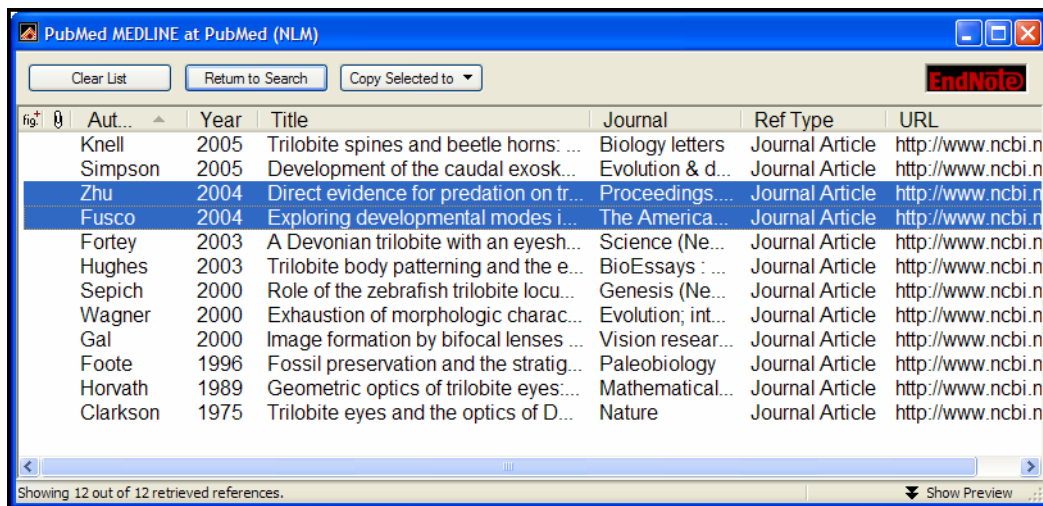 PubMed MEDLINE at PubMed (NLM)
Clear List Return to Search Copy Selected to EndNote
fig+ Aut... Year Title Journal Ref Type URL
Knell 2005 Trilobite spines and beetle horns: ... Biology letters Journal Article http://www.ncbi.n
Simpson 2005 Development of the caudal exosk... Evolution & d... Journal Article http://www.ncbi.n
Zhu 2004 Direct evidence for predation on tr... Proceedings.... Journal Article http://www.ncbi.n
Fusco 2004 Exploring developmental modes i... The America... Journal Article http://www.ncbi.n
Fortey 2003 A Devonian trilobite with an eyesh... Science (Ne... Journal Article http://www.ncbi.n
Hughes 2003 Trilobite body patterning and the e... BioEssays : ... Journal Article http://www.ncbi.n
Sepich 2000 Role of the zebrafish trilobite locu... Genesis (Ne... Journal Article http://www.ncbi.n
Wagner 2000 Exhaustion of morphologic charac... Evolution; int... Journal Article http://www.ncbi.n
Gal 2000 Image formation by bifocal lenses ... Vision resear... Journal Article http://www.ncbi.n
Foote 1996 Fossil preservation and the stratig... Paleobiology Journal Article http://www.ncbi.n
Horvath 1989 Geometric optics of trilobite eyes:... Mathematical... Journal Article http://www.ncbi.n
Clarkson 1975 Trilobite eyes and the optics of D... Nature Journal Article http://www.ncbi.n
Showing 12 out of 12 retrieved references. Show Preview